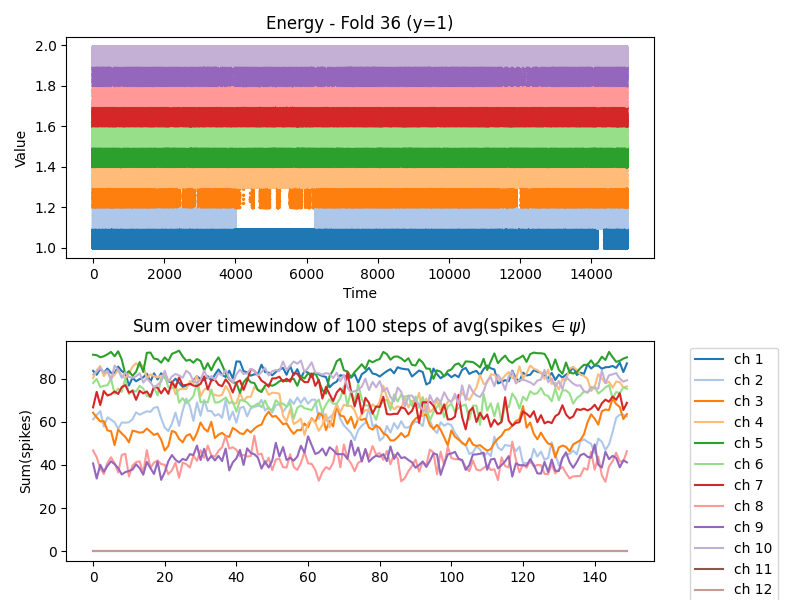 Energy - Fold 36 (y=1)
2.0
1.8
1.6
1.4
1.2
1.0
Value
0 2000 4000 6000 8000 10000 12000 14000
Time
Sum over timewindow of 100 steps of avg(spikes ∈ ψ)
80
60
40
20
0
Sum(spikes)
0 20 40 60 80 100 120 140
ch 1
ch 2
ch 3
ch 4
ch 5
ch 6
ch 7
ch 8
ch 9
ch 10
ch 11
ch 12